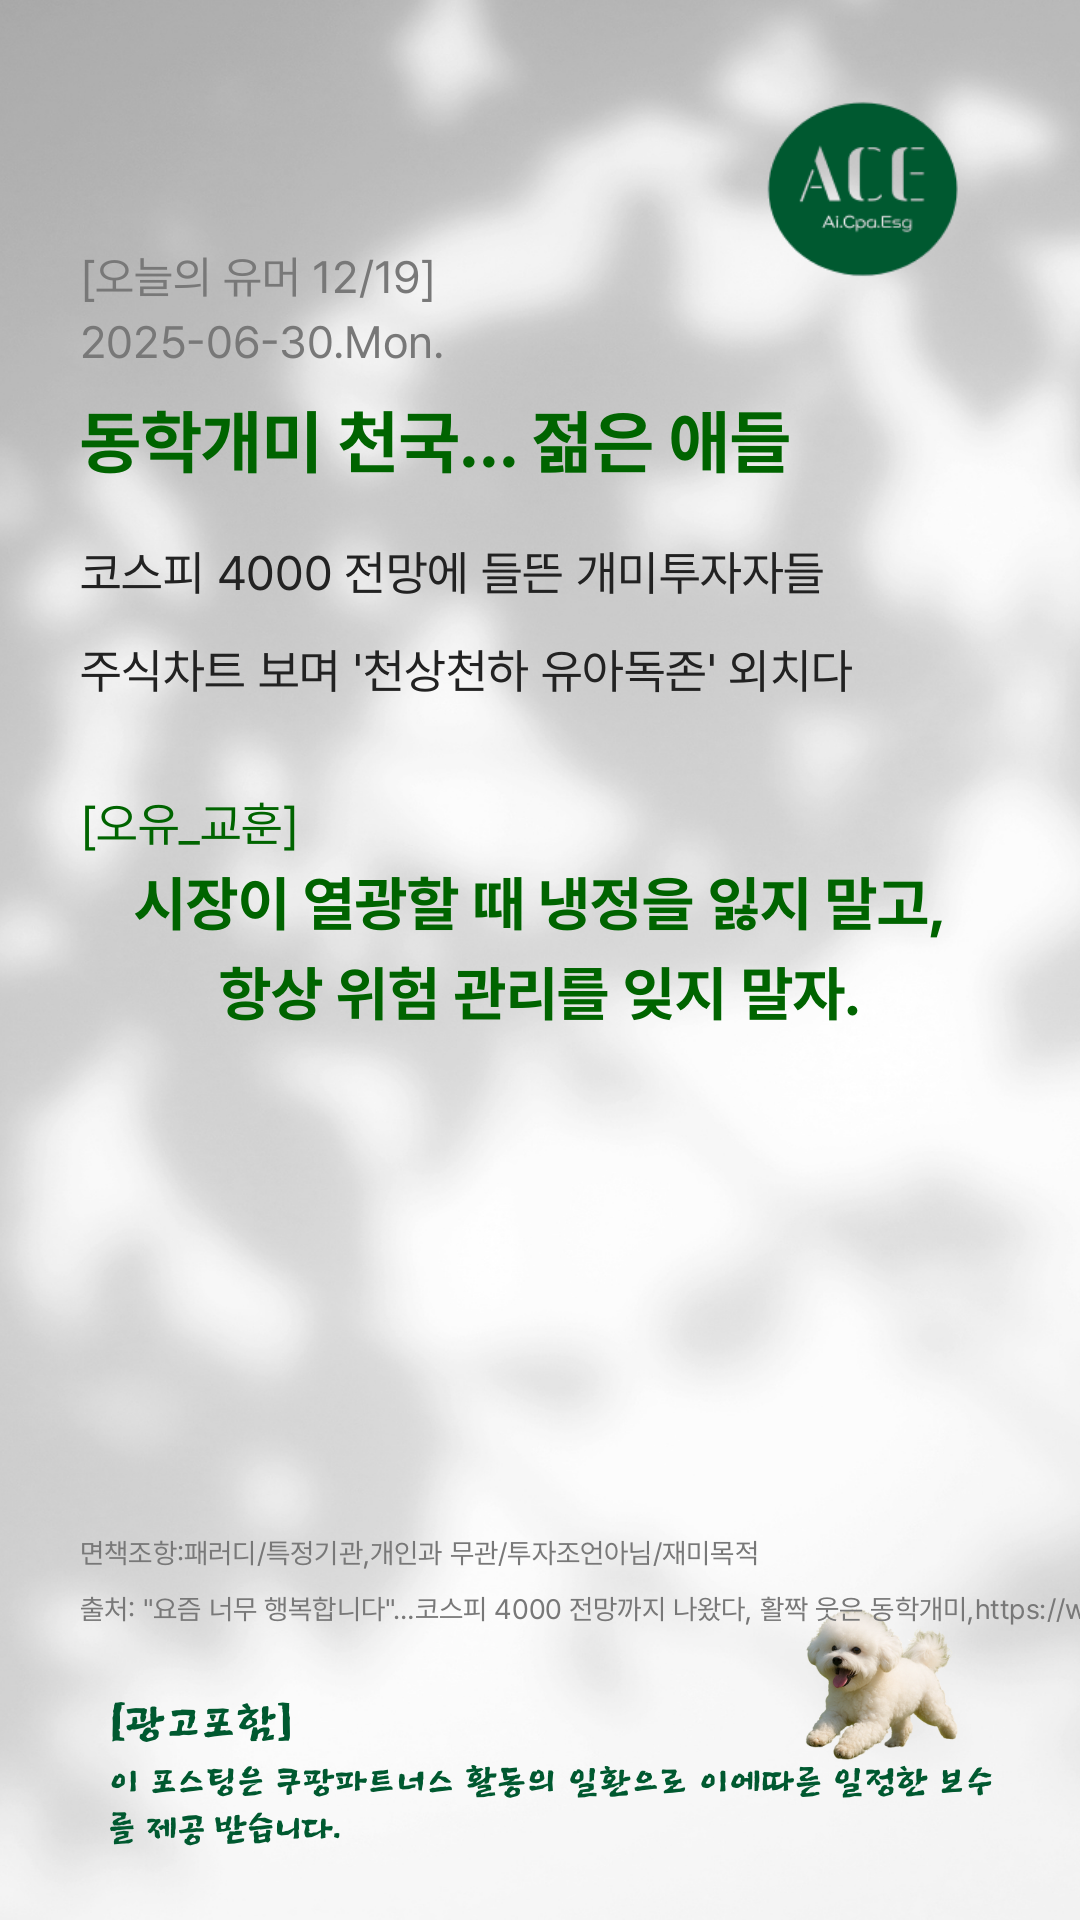 ACE
Ai.Cpa.Esg
[오늘의 유머 12/19]
2025-06-30.Mon.
동학개미 천국... 젊은 애들
코스피 4000 전망에 들뜬 개미투자자들
주식차트 보며 '천상천하 유아독존' 외치다
[오유_교훈]
시장이 열광할 때 냉정을 잃지 말고,
항상 위험 관리를 잊지 말자.
면책조항:패러디/특정기관,개인과 무관/투자조언아님/재미목적
출처: "요즘 너무 행복합니다"...코스피 4000 전망까지 나왔다, 활짝 웃은 동학개미,https://w
[광고포함]
이 포스팅은 쿠팡파트너스 활동의 일환으로 이에따른 일정한 보수
를 제공 받습니다.